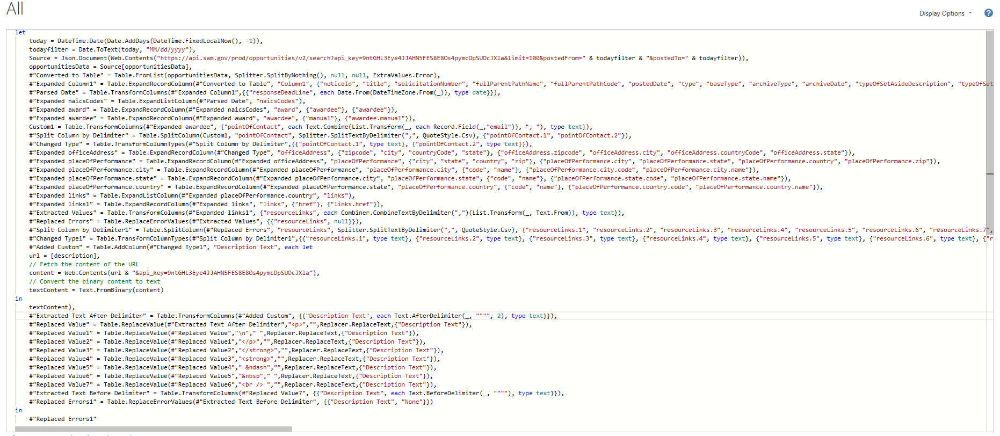 All
Display Options
let
today = DateTime.Date(Date.AddDays(DateTime.FixedLocalNow(), -1)),
todayfilter = Date.ToText(today, "MM/dd/yyyy"),
Source = Json.Document(Web.Contents("https://api.sam.gov/prod/opportunities/v2/search?api_key=9ntGHL3Eye4JJAHN5FES8E8Os4pymcDpSUOcJXla&limit=100&postedFrom=" & todayfilter & "&postedTo=" & todayfilter)),
opportunitiesData = Source[opportunitiesData],
#"Converted to Table" = Table.FromList(opportunitiesData, Splitter.SplitByNothing(), null, null, ExtraValues.Error),
#"Expanded Column1" = Table.ExpandRecordColumn(#"Converted to Table", "Column1", {"noticeId", "title", "solicitationNumber", "fullParentPathName", "fullParentPathCode", "postedDate", "type", "baseType", "archiveType", "archiveDate", "typeOfSetAsideDescription", "typeOfSet
#"Parsed Date" = Table.TransformColumns(#"Expanded Column1",{{"responseDeadLine", each Date.From(DateTimeZone.From(_)), type date}}),
#"Expanded naicsCodes" = Table.ExpandListColumn(#"Parsed Date", "naicsCodes"),
#"Expanded award" = Table.ExpandRecordColumn(#"Expanded naicsCodes", "award", {"awardee"}, {"awardee"}),
#"Expanded awardee" = Table.ExpandRecordColumn(#"Expanded award", "awardee", {"manual"}, {"awardee.manual"}),
Custom1 = Table.TransformColumns(#"Expanded awardee", {"pointOfContact", each Text.Combine(List.Transform(_, each Record.Field(_,"email")), ", "), type text}),
#"Split Column by Delimiter" = Table.SplitColumn(Custom1, "pointOfContact", Splitter.SplitTextByDelimiter(",", QuoteStyle.Csv), {"pointOfContact.1", "pointOfContact.2"}),
#"Changed Type" = Table.TransformColumnTypes(#"Split Column by Delimiter",{{"pointOfContact.1", type text}, {"pointOfContact.2", type text}}),
#"Expanded officeAddress" = Table.ExpandRecordColumn(#"Changed Type", "officeAddress", {"zipcode", "city", "countryCode", "state"}, {"officeAddress.zipcode", "officeAddress.city", "officeAddress.countryCode", "officeAddress.state"}),
#"Expanded placeOfPerformance" = Table.ExpandRecordColumn(#"Expanded officeAddress", "placeOfPerformance", {"city", "state", "country", "zip"}, {"placeOfPerformance.city", "placeOfPerformance.state", "placeOfPerformance.country", "placeOfPerformance.zip"}),
#"Expanded placeOfPerformance.city" = Table.ExpandRecordColumn(#"Expanded placeOfPerformance", "placeOfPerformance.city", {"code", "name"}, {"placeOfPerformance.city.code", "placeOfPerformance.city.name"}),
#"Expanded placeOfPerformance.state" = Table.ExpandRecordColumn(#"Expanded placeOfPerformance.city", "placeOfPerformance.state", {"code", "name"}, {"placeOfPerformance.state.code", "placeOfPerformance.state.name"}),
#"Expanded placeOfPerformance.country" = Table.ExpandRecordColumn(#"Expanded placeOfPerformance.state", "placeOfPerformance.country", {"code", "name"}, {"placeOfPerformance.country.code", "placeOfPerformance.country.name"}),
#"Expanded links" = Table.ExpandListColumn(#"Expanded placeOfPerformance.country", "links"),
#"Expanded links1" = Table.ExpandRecordColumn(#"Expanded links", "links", {"href"}, {"links.href"}),
#"Extracted Values" = Table.TransformColumns(#"Expanded links1", {"resourceLinks", each Combiner.CombineTextByDelimiter(",")(List.Transform(_, Text.From)), type text}),
#"Replaced Errors" = Table.ReplaceErrorValues(#"Extracted Values", {{"resourceLinks", null}}),
#"Split Column by Delimiter1" = Table.SplitColumn(#"Replaced Errors", "resourceLinks", Splitter.SplitTextByDelimiter(",", QuoteStyle.Csv), {"resourceLinks.1", "resourceLinks.2", "resourceLinks.3", "resourceLinks.4", "resourceLinks.5", "resourceLinks.6", "resourceLinks.7",
#"Changed Type1" = Table.TransformColumnTypes(#"Split Column by Delimiter1",{{"resourceLinks.1", type text}, {"resourceLinks.2", type text}, {"resourceLinks.3", type text}, {"resourceLinks.4", type text}, {"resourceLinks.5", type text}, {"resourceLinks.6", type text}, {"r
#"Added Custom" = Table.AddColumn(#"Changed Type1", "Description Text", each let
url = [description],
// Fetch the content of the URL
content = Web.Contents(url & "&api_key=9ntGHL3Eye4JJAHN5FES8E8Os4pymcDpSUOcJXla"),
// Convert the binary content to text
textContent = Text.FromBinary(content)
in
textContent),
#"Extracted Text After Delimiter" = Table.TransformColumns(#"Added Custom", {{"Description Text", each Text.AfterDelimiter(_, """", 2), type text}}),
#"Replaced Value" = Table.ReplaceValue(#"Extracted Text After Delimiter","<p>","",Replacer.ReplaceText,{"Description Text"}),
#"Replaced Value1" = Table.ReplaceValue(#"Replaced Value","\n"," ",Replacer.ReplaceText,{"Description Text"}),
#"Replaced Value2" = Table.ReplaceValue(#"Replaced Value1","</p>","",Replacer.ReplaceText,{"Description Text"}),
#"Replaced Value3" = Table.ReplaceValue(#"Replaced Value2","</strong>","",Replacer.ReplaceText,{"Description Text"}),
#"Replaced Value4" = Table.ReplaceValue(#"Replaced Value3","<strong>","",Replacer.ReplaceText,{"Description Text"}),
#"Replaced Value5" = Table.ReplaceValue(#"Replaced Value4"," &ndash","",Replacer.ReplaceText,{"Description Text"}),
#"Replaced Value6" = Table.ReplaceValue(#"Replaced Value5","&nbsp"," ",Replacer.ReplaceText,{"Description Text"}),
#"Replaced Value7" = Table.ReplaceValue(#"Replaced Value6","<br /> ","",Replacer.ReplaceText,{"Description Text"}),
#"Extracted Text Before Delimiter" = Table.TransformColumns(#"Replaced Value7", {{"Description Text", each Text.BeforeDelimiter(_, """"), type text}}),
#"Replaced Errors1" = Table.ReplaceErrorValues(#"Extracted Text Before Delimiter", {{"Description Text", "None"}})
in
#"Replaced Errors1"